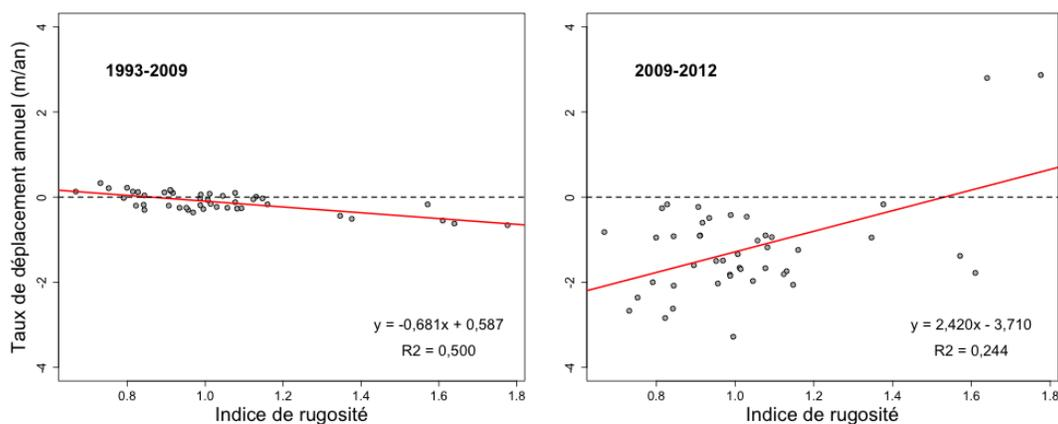 Taux de déplacement annuel (m/an)
4
2
0
-2
-4
1993-2009
y = -0,681x + 0,587
R2 = 0,500
0.8 1.0 1.2 1.4 1.6 1.8
Indice de rugosité
4
2
0
-2
-4
2009-2012
y = 2,420x - 3,710
R2 = 0,244
0.8 1.0 1.2 1.4 1.6 1.8
Indice de rugosité